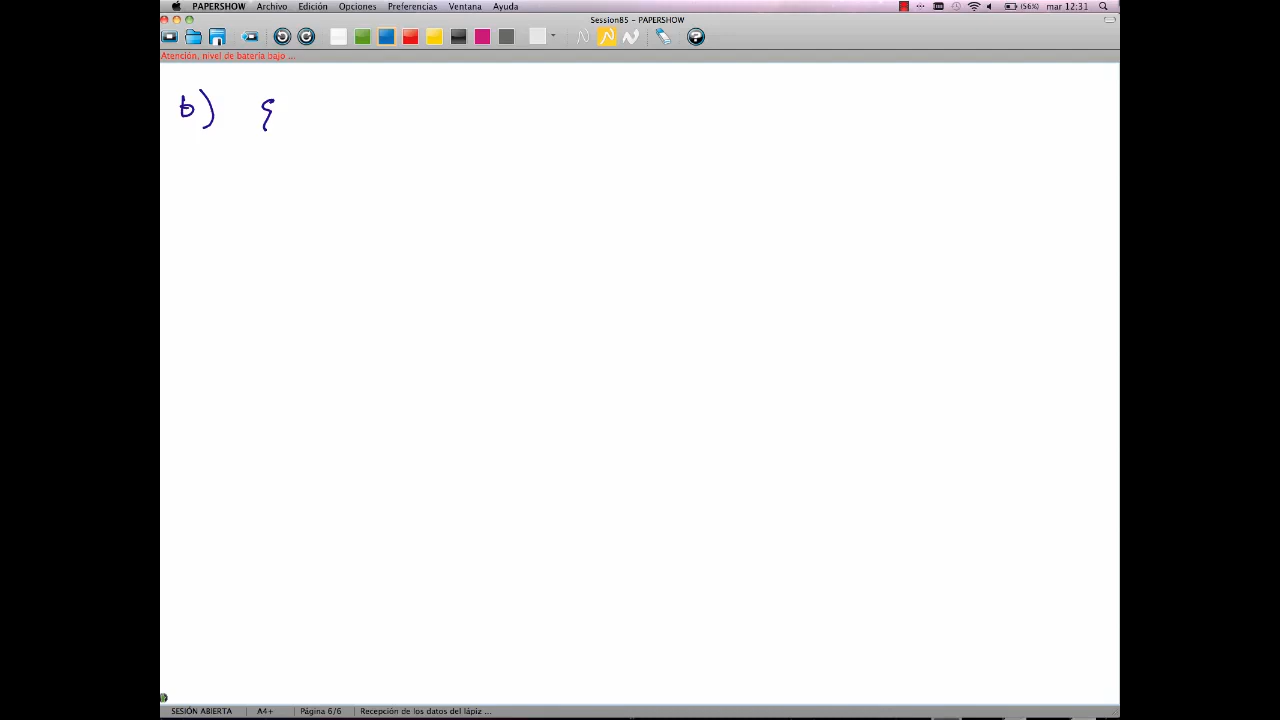 PAPERSHOW Archivo Edición Opciones Preferencias Ventana Ayuda (56%) mar 12:31
Session85 - PAPERSHOW
Atención, nivel de batería bajo ...
b)
SESIÓN ABIERTA A4+ Página 6/6 Recepción de los datos del lápiz ...